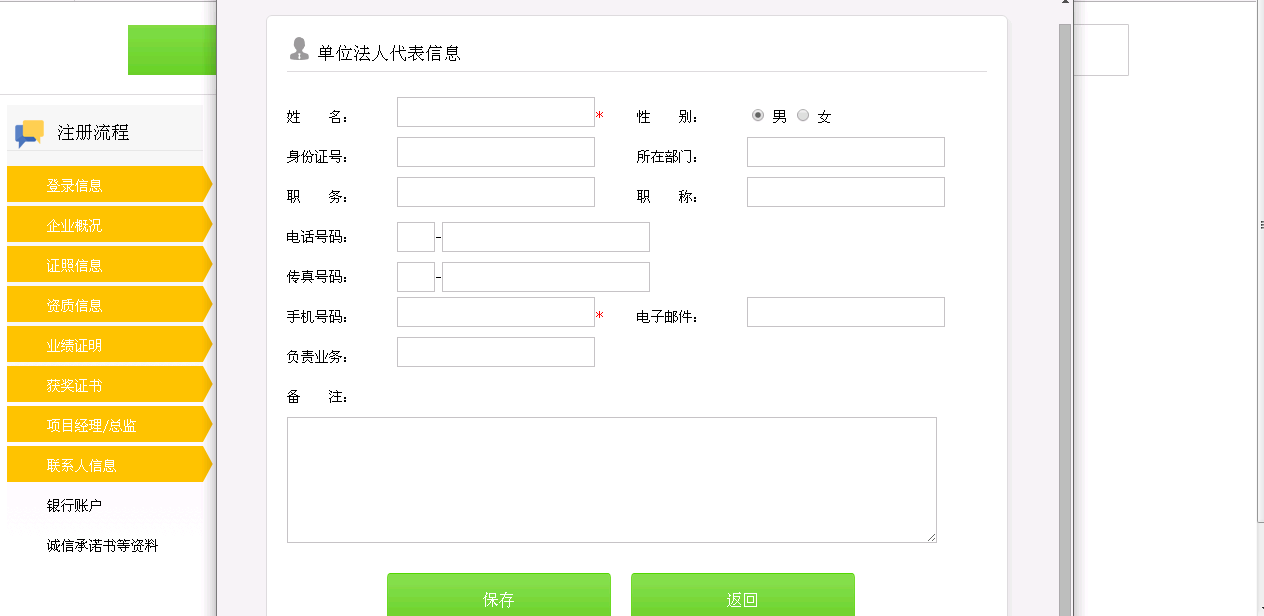 单位法人代表信息
注册流程
登录信息
企业概况
证照信息
资质信息
业绩证明
获奖证书
项目经理/总监
联系人信息
银行账户
诚信承诺书等资料
姓 名： * 性 别： 男 女
身份证号： 所在部门：
职 务： 职 称：
电话号码： -
传真号码： -
手机号码： * 电子邮件：
负责业务：
备 注：
保存 返回